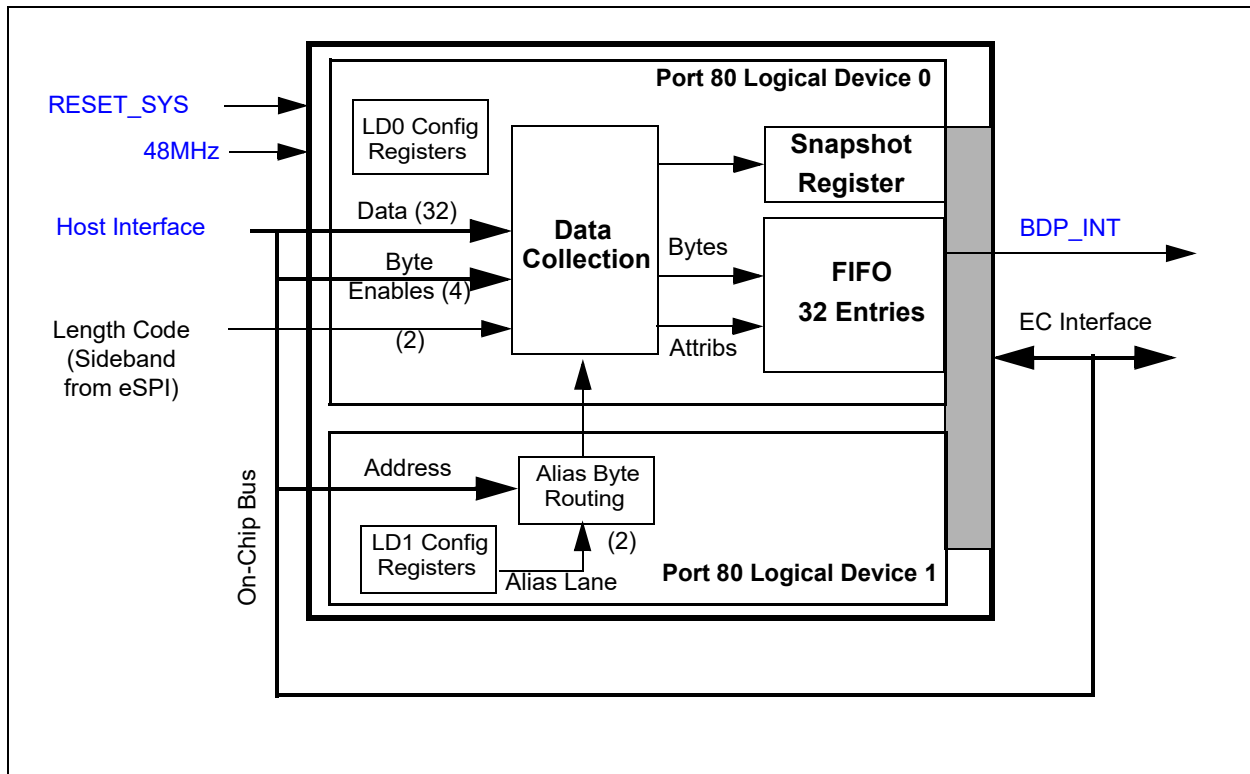 Port 80 Logical Device 0
RESET_SYS
48MHz
LD0 Config
Registers
Snapshot
Register
Host Interface
Data (32)
Data
Collection
Byte
Enables (4)
Bytes
FIFO
32 Entries
BDP_INT
Length Code
(Sideband
from eSPI)
(2)
Attribs
EC Interface
On-Chip Bus
Address
Alias Byte
Routing
(2)
LD1 Config
Registers
Alias Lane
Port 80 Logical Device 1